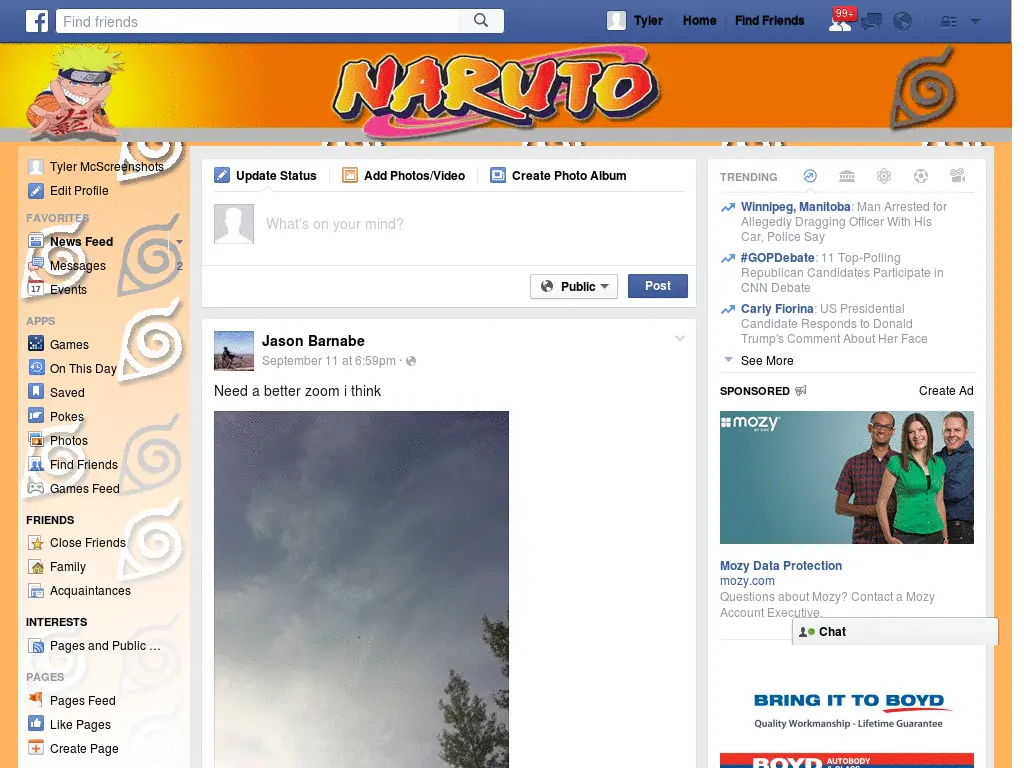 Find friends
Tyler
Home
Find Friends
99+
NARUTO
Tyler McScreenshots
Edit Profile
FAVORITES
News Feed
Messages
2
17
Events
APPS
Games
On This Day
Saved
Pokes
Photos
Find Friends
Games Feed
FRIENDS
Close Friends
Family
Acquaintances
INTERESTS
Pages and Public ...
PAGES
Pages Feed
Like Pages
Create Page
Update Status
Add Photos/Video
Create Photo Album
What's on your mind?
Public
Post
Jason Barnabe
September 11 at 6:59pm ·
Need a better zoom i think
TRENDING
Winnipeg, Manitoba: Man Arrested for
Allegedly Dragging Officer With His
Car, Police Say
#GOPDebate: 11 Top-Polling
Republican Candidates Participate in
CNN Debate
Carly Fiorina: US Presidential
Candidate Responds to Donald
Trump's Comment About Her Face
See More
SPONSORED
Create Ad
mozy
Mozy Data Protection
mozy.com
Questions about Mozy? Contact a Mozy
Account Executive.
Chat
BRING IT TO BOYD
Quality Workmanship - Lifetime Guarantee
BOYD AUTOBODY